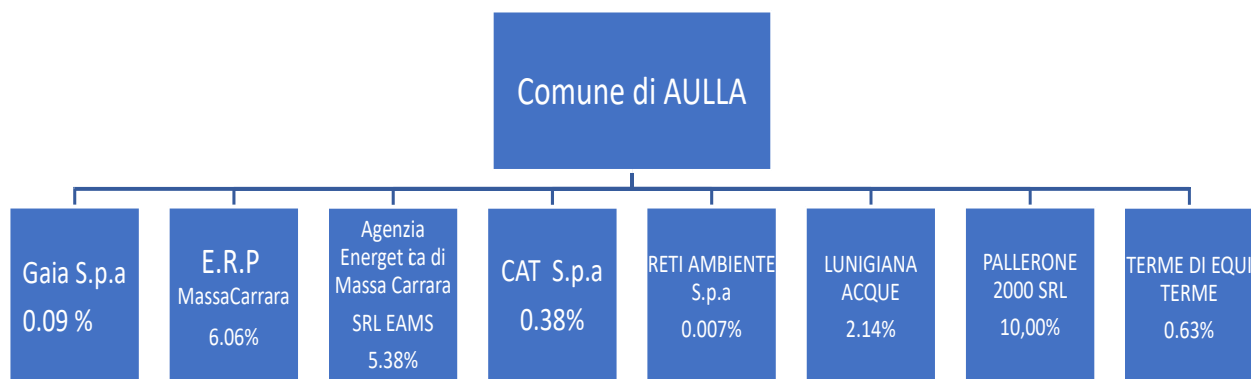 Comune di AULLA
Gaia S.p.a
0.09 %
E.R.P
MassaCarrara
6.06%
Agenzia
Energetica di
Massa Carrara
SRL EAMS
5.38%
CAT S.p.a
0.38%
RETI AMBIENTE
S.p.a
0.007%
LUNIGIANA
ACQUE
2.14%
PALLERONE
2000 SRL
10,00%
TERME DI EQUI
TERME
0.63%